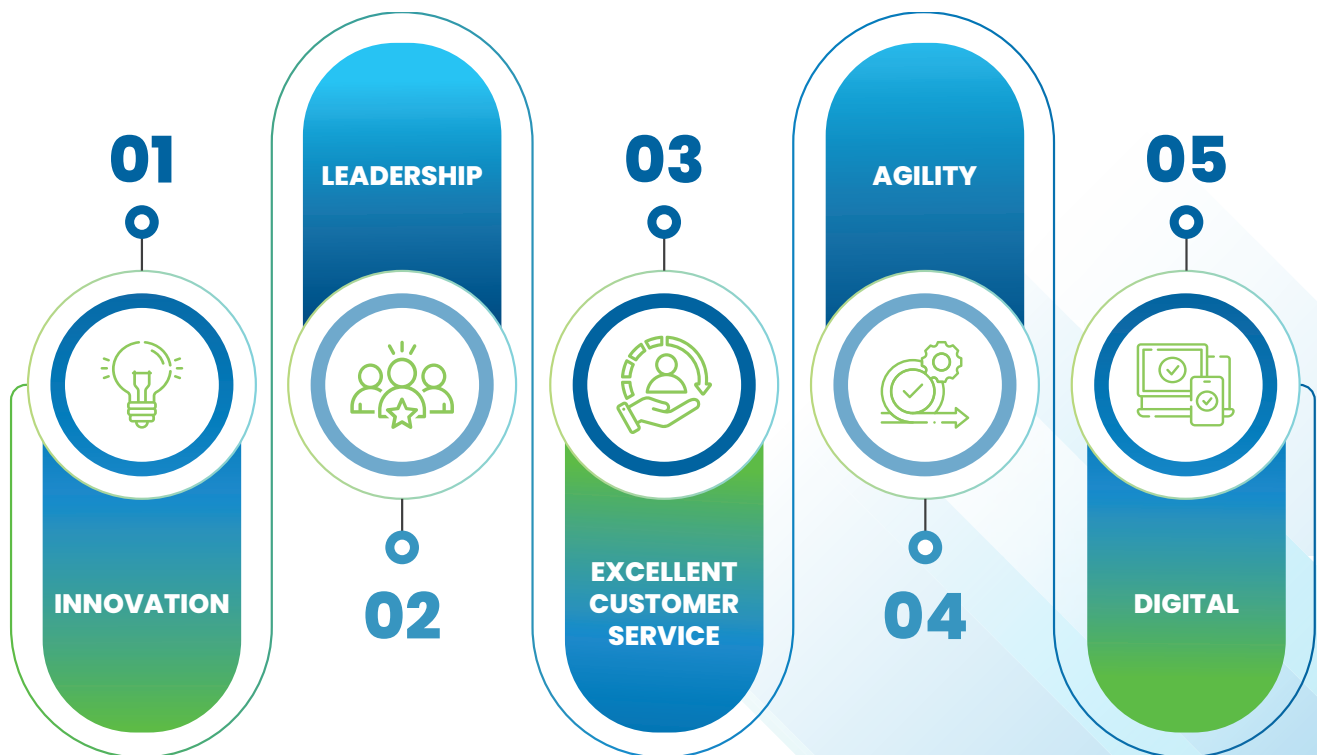 01
INNOVATION
LEADERSHIP
02
03
EXCELLENT
CUSTOMER
SERVICE
AGILITY
04
05
DIGITAL